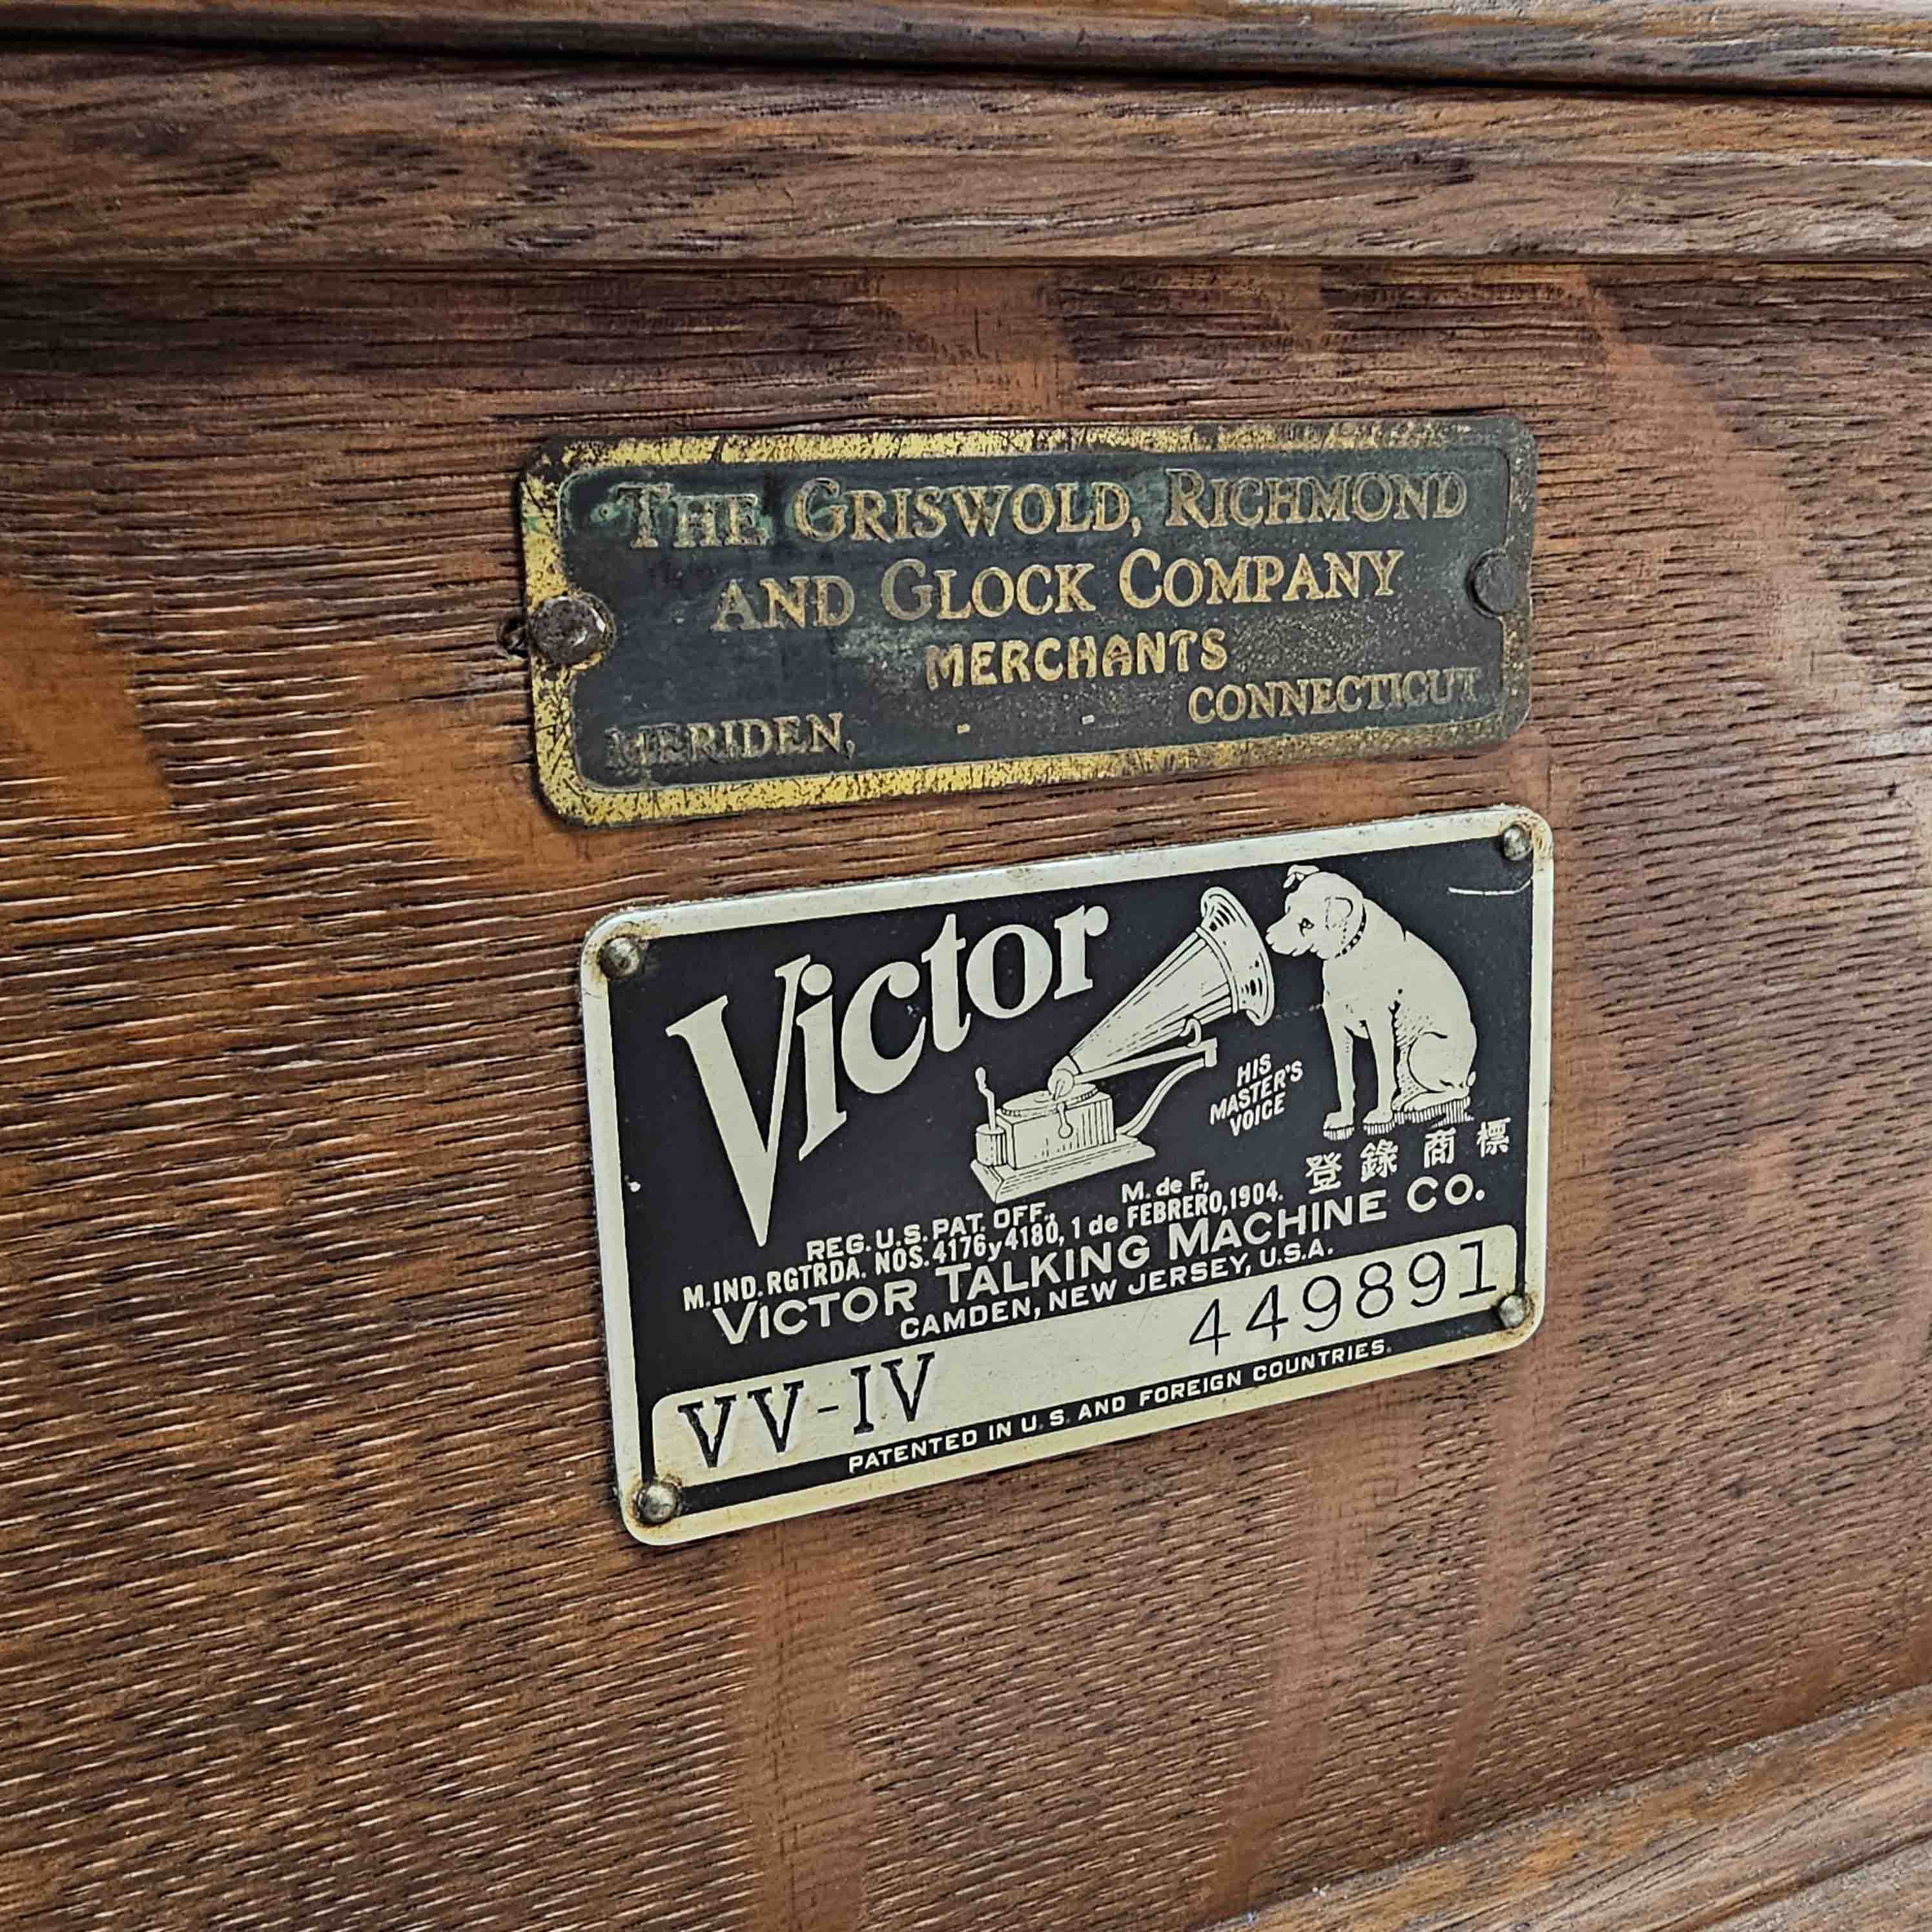 THE GRISWOLD, RICHMOND
AND GLOCK COMPANY
MERCHANTS
MERIDEN, - - CONNECTICUT
Victor
HIS
MASTER'S
VOICE
登錄商標
REG. U.S. PAT. OFF. M. de F.,
M. IND. RGTRDA. NOS. 4176 y 4180, 1 de FEBRERO, 1904.
VICTOR TALKING MACHINE CO.
CAMDEN, NEW JERSEY, U.S.A.
VV-IV 449891
PATENTED IN U.S. AND FOREIGN COUNTRIES.